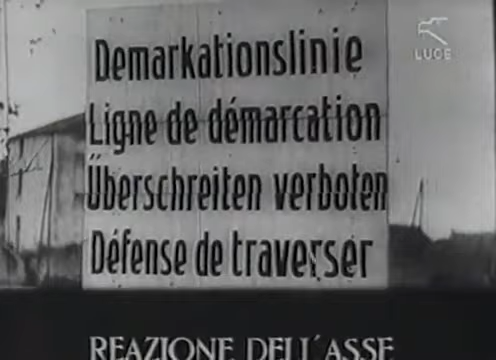 LUCE
Demarkationslinie
Ligne de démarcation
Überschreiten verboten
Défense de traverser
REAZIONE DELL'ASSE